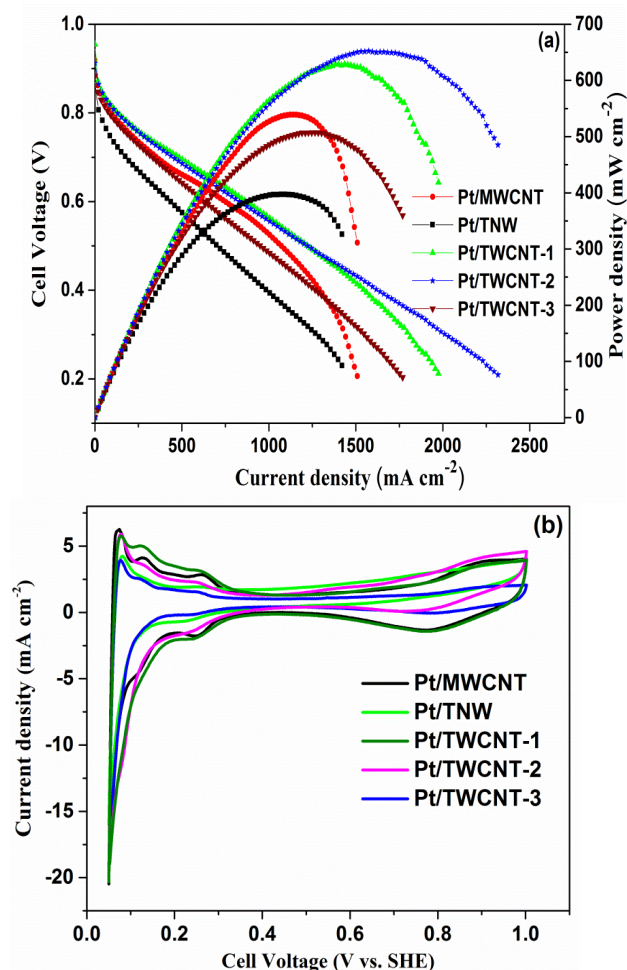 (a)
1.0
0.8
0.6
0.4
0.2
Cell Voltage (V)
700
600
500
400
300
200
100
0
Power density (mW cm-2)
Pt/MWCNT
Pt/TNW
Pt/TWCNT-1
Pt/TWCNT-2
Pt/TWCNT-3
0 500 1000 1500 2000 2500
Current density (mA cm-2)
(b)
5
0
-5
-10
-15
-20
Current density (mA cm-2)
Pt/MWCNT
Pt/TNW
Pt/TWCNT-1
Pt/TWCNT-2
Pt/TWCNT-3
0.0 0.2 0.4 0.6 0.8 1.0
Cell Voltage (V vs. SHE)